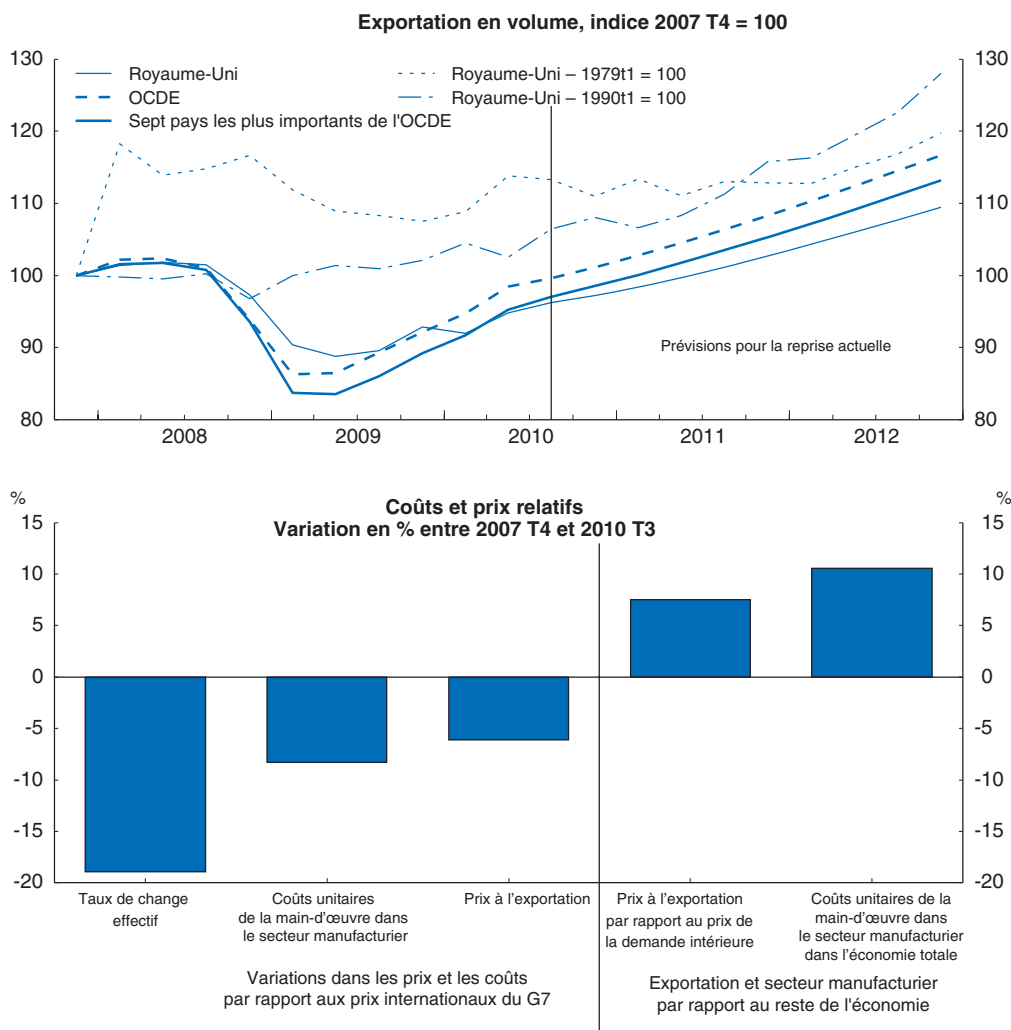 Exportation en volume, indice 2007 T4 = 100
130
120
110
100
90
80
130
120
110
100
90
80
Royaume-Uni
OCDE
Sept pays les plus importants de l'OCDE
Royaume-Uni – 1979t1 = 100
Royaume-Uni – 1990t1 = 100
Prévisions pour la reprise actuelle
2008 2009 2010 2011 2012
Coûts et prix relatifs
Variation en % entre 2007 T4 et 2010 T3
%
15
10
5
0
-5
-10
-15
-20
%
15
10
5
0
-5
-10
-15
-20
Taux de change
effectif
Coûts unitaires
de la main-d’œuvre dans
le secteur manufacturier
Prix à l’exportation
Prix à l’exportation
par rapport au prix de
la demande intérieure
Coûts unitaires de la
main-d’œuvre dans
le secteur manufacturier
dans l’économie totale
Variations dans les prix et les coûts
par rapport aux prix internationaux du G7
Exportation et secteur manufacturier
par rapport au reste de l'économie